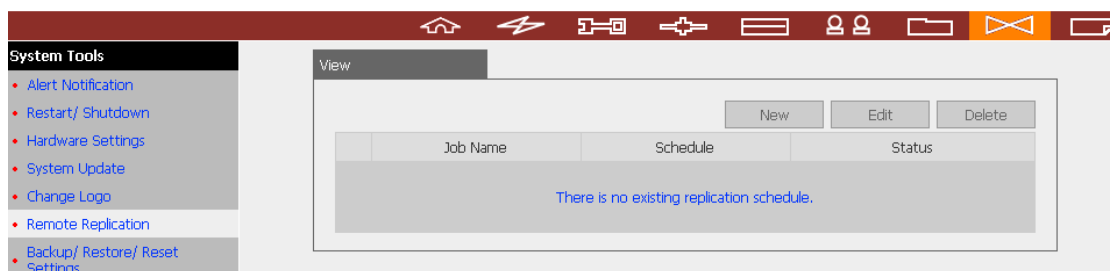 System Tools
Alert Notification
Restart/ Shutdown
Hardware Settings
System Update
Change Logo
Remote Replication
Backup/ Restore/ Reset
Settings
View
New Edit Delete
Job Name Schedule Status
There is no existing replication schedule.